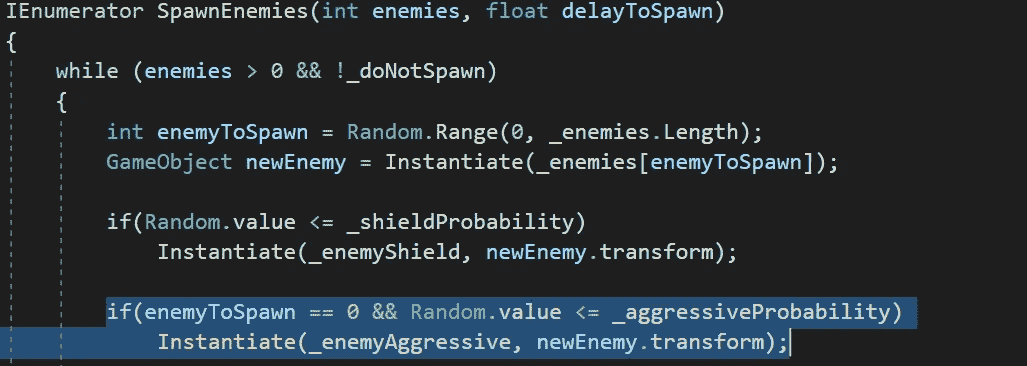 IEnumerator SpawnEnemies(int enemies, float delayToSpawn)
{
while (enemies > 0 && !_doNotSpawn)
{
int enemyToSpawn = Random.Range(0, _enemies.Length);
GameObject newEnemy = Instantiate(_enemies[enemyToSpawn]);
if(Random.value <= _shieldProbability)
Instantiate(_enemyShield, newEnemy.transform);
if(enemyToSpawn == 0 && Random.value <= _aggressiveProbability)
Instantiate(_enemyAggressive, newEnemy.transform);